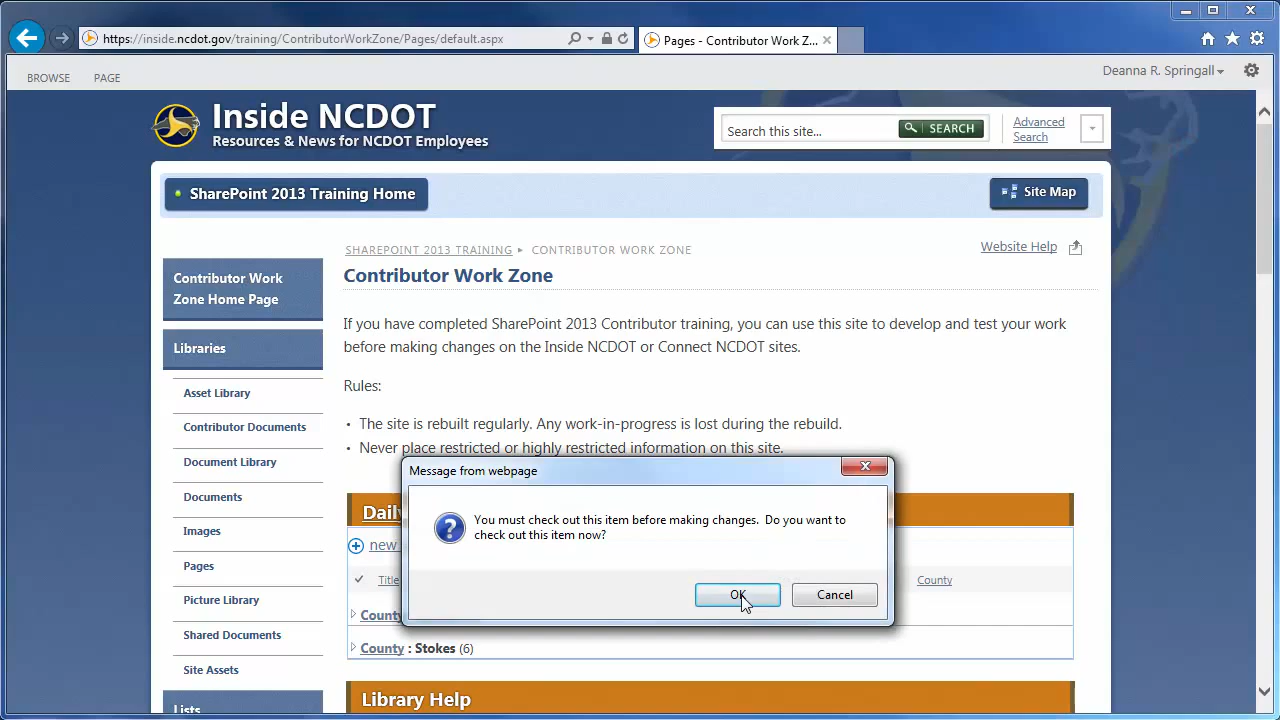 https://inside.ncdot.gov/training/ContributorWorkZone/Pages/default.aspx
Pages - Contributor Work Z...
BROWSE PAGE
Deanna R. Springall
Inside NCDOT
Resources & News for NCDOT Employees
Search this site...
SEARCH
Advanced
Search
SharePoint 2013 Training Home
Site Map
SHAREPOINT 2013 TRAINING ▸ CONTRIBUTOR WORK ZONE
Website Help
Contributor Work Zone
Contributor Work
Zone Home Page
Libraries
Asset Library
Contributor Documents
Document Library
Documents
Images
Pages
Picture Library
Shared Documents
Site Assets
Lists
If you have completed SharePoint 2013 Contributor training, you can use this site to develop and test your work
before making changes on the Inside NCDOT or Connect NCDOT sites.
Rules:
• The site is rebuilt regularly. Any work-in-progress is lost during the rebuild.
• Never place restricted or highly restricted information on this site.
Message from webpage
You must check out this item before making changes. Do you want to
check out this item now?
OK
Cancel
Daily
new
Title
County
County
County : Stokes (6)
Library Help